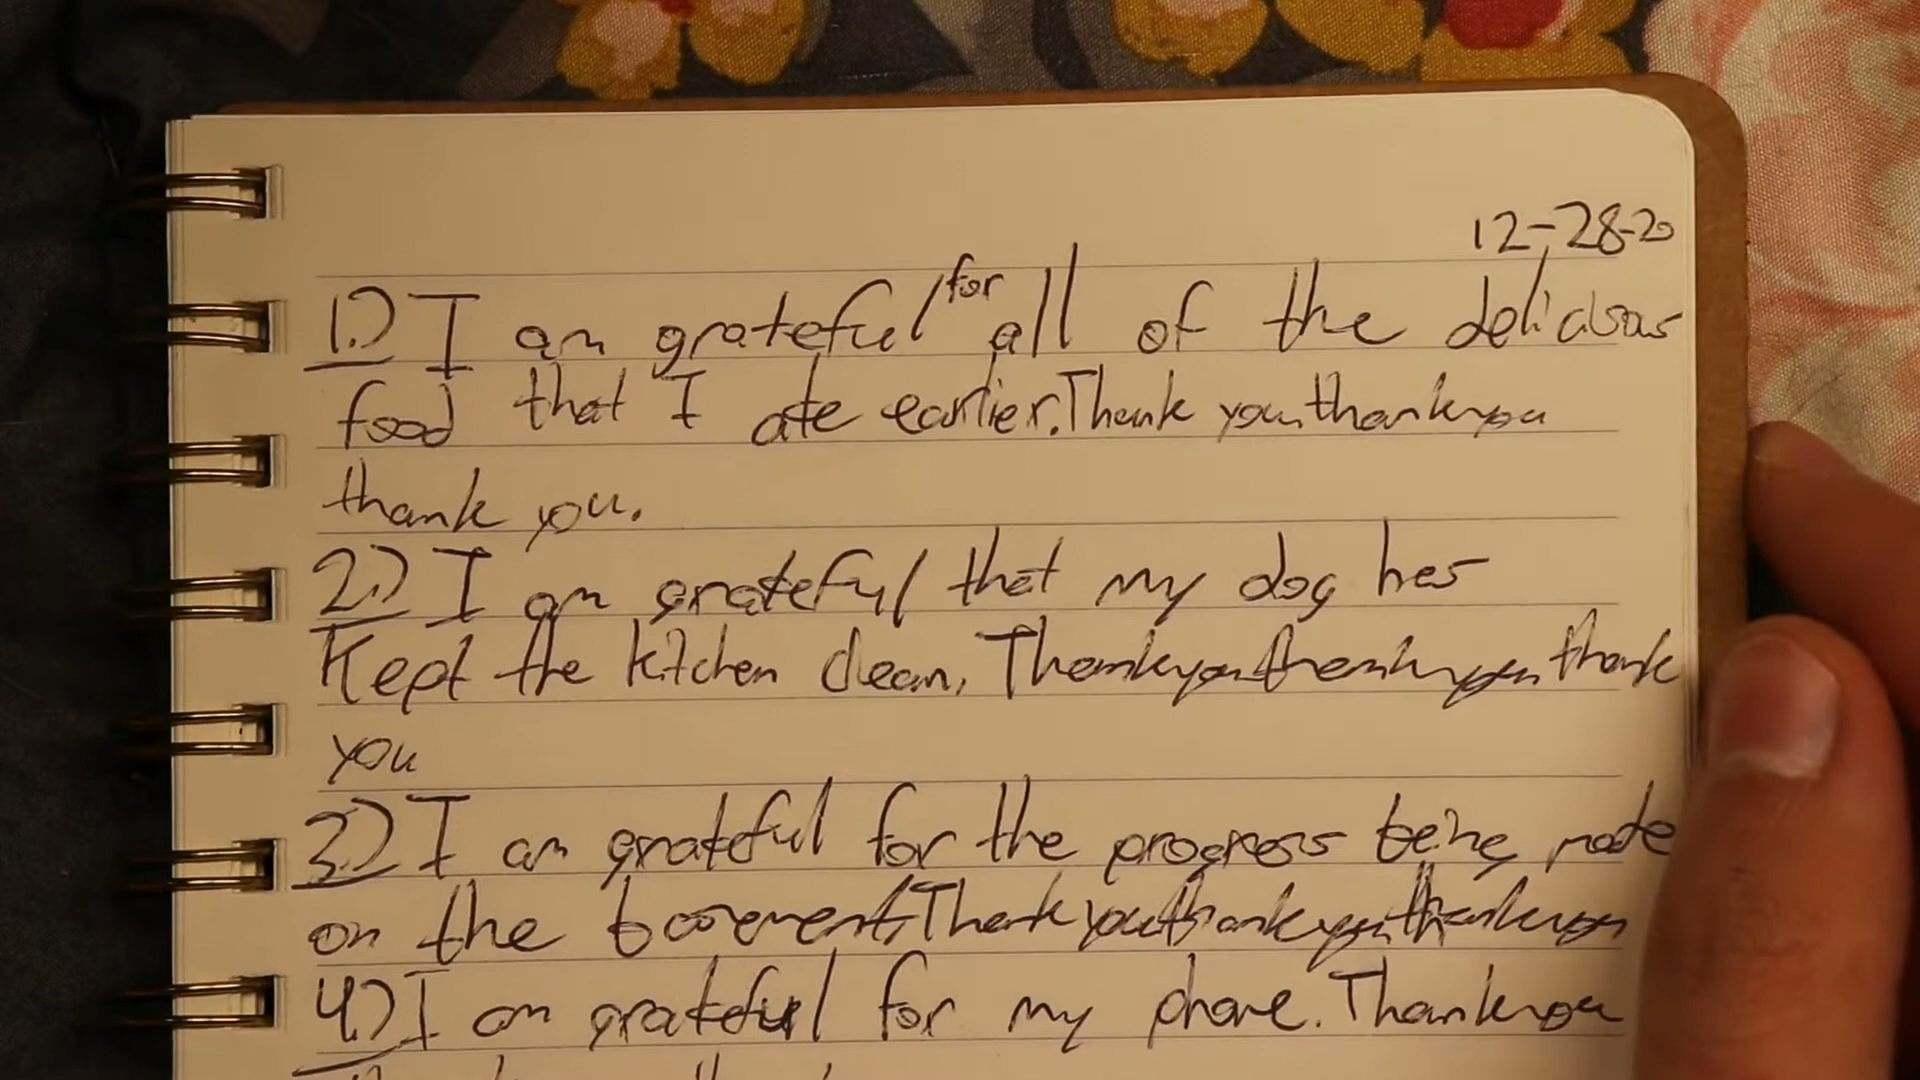 12-28-20
1.) I am grateful for all of the delicious
food that I ate earlier. Thank you thank you
thank you.
2.) I am grateful that my dog has
Kept the kitchen clean. Thank you thank you thank
you
3.) I am grateful for the progress being made
on the basement. Thank you thank you thank you
4.) I am grateful for my phone. Thank you